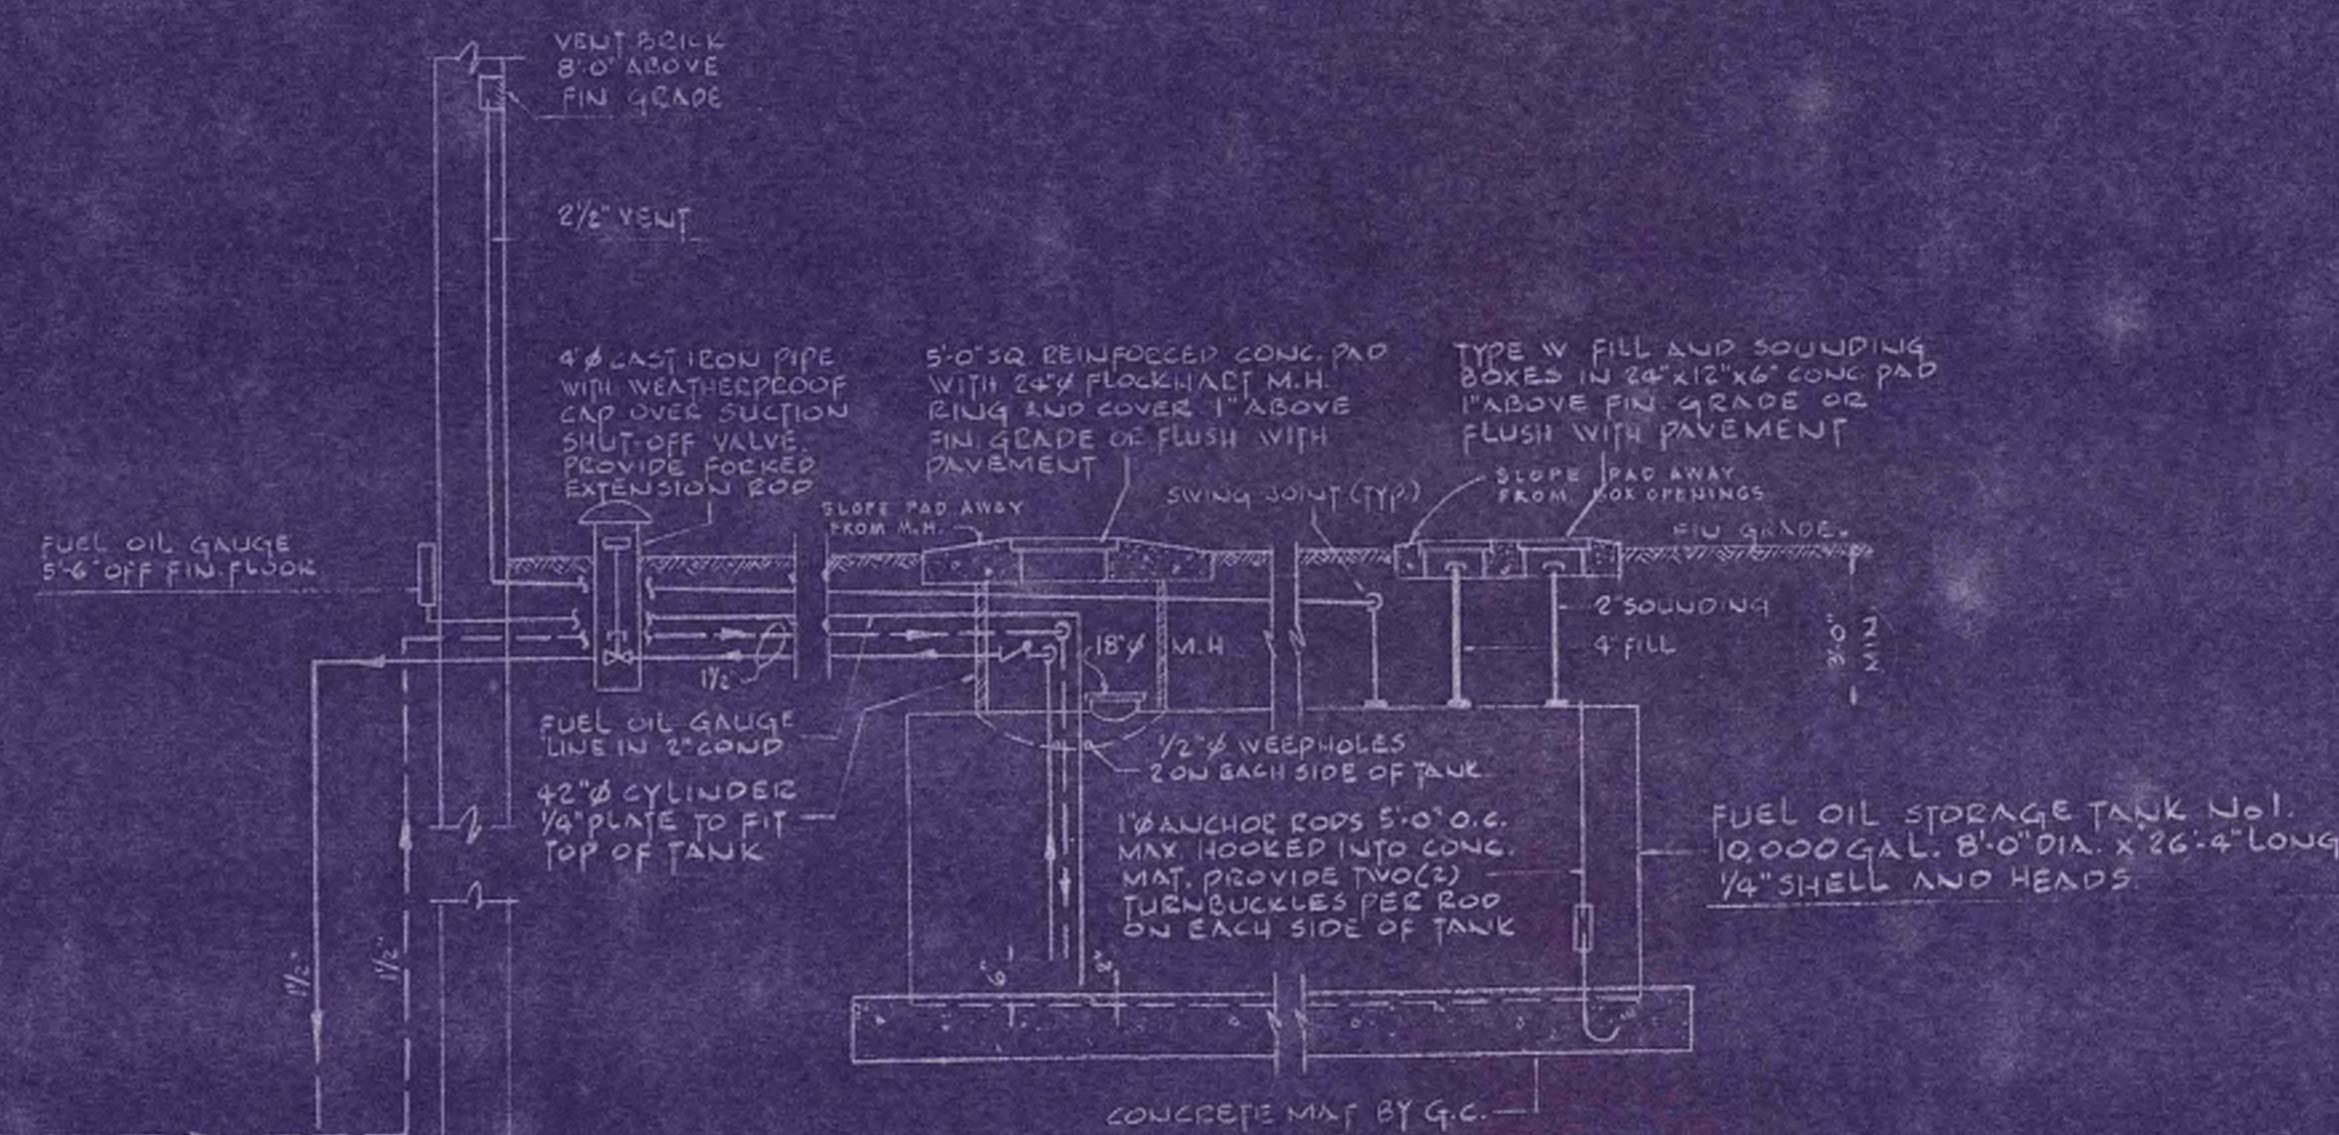 VENT BRICK
8'-0" ABOVE
FIN GRADE
2½" VENT
4"Ø CAST IRON PIPE
WITH WEATHERPROOF
CAP OVER SUCTION
SHUT-OFF VALVE.
PROVIDE FORKED
EXTENSION ROD
5'-0" SQ REINFORCED CONC. PAD
WITH 24"Ø FLOCKHART M.H.
RING AND COVER 1" ABOVE
FIN. GRADE OR FLUSH WITH
PAVEMENT
TYPE W FILL AND SOUNDING
BOXES IN 24"x12"x6" CONC. PAD
1" ABOVE FIN. GRADE OR
FLUSH WITH PAVEMENT
SLOPE PAD AWAY
FROM M.H.
SWING JOINT (TYP.)
SLOPE PAD AWAY
FROM BOX OPENINGS
FIN GRADE.
FUEL OIL GAUGE
5'-6" OFF FIN. FLOOR
2" SOUNDING
4" FILL
3'-0"
MIN.
18"Ø M.H
1½"
FUEL OIL GAUGE
LINE IN 2" COND
42"Ø CYLINDER
¼" PLATE TO FIT
TOP OF TANK
1/2"Ø WEEPHOLES
2 ON EACH SIDE OF TANK
1"Ø ANCHOR RODS 5'-0" O.C.
MAX. HOOKED INTO CONC.
MAT. PROVIDE TWO (2)
TURNBUCKLES PER ROD
ON EACH SIDE OF TANK
FUEL OIL STORAGE TANK No 1.
10,000 GAL. 8'-0" DIA. x 26'-4" LONG
¼" SHELL AND HEADS
1½"
1½"
6"
3"
CONCRETE MAT BY G.C.